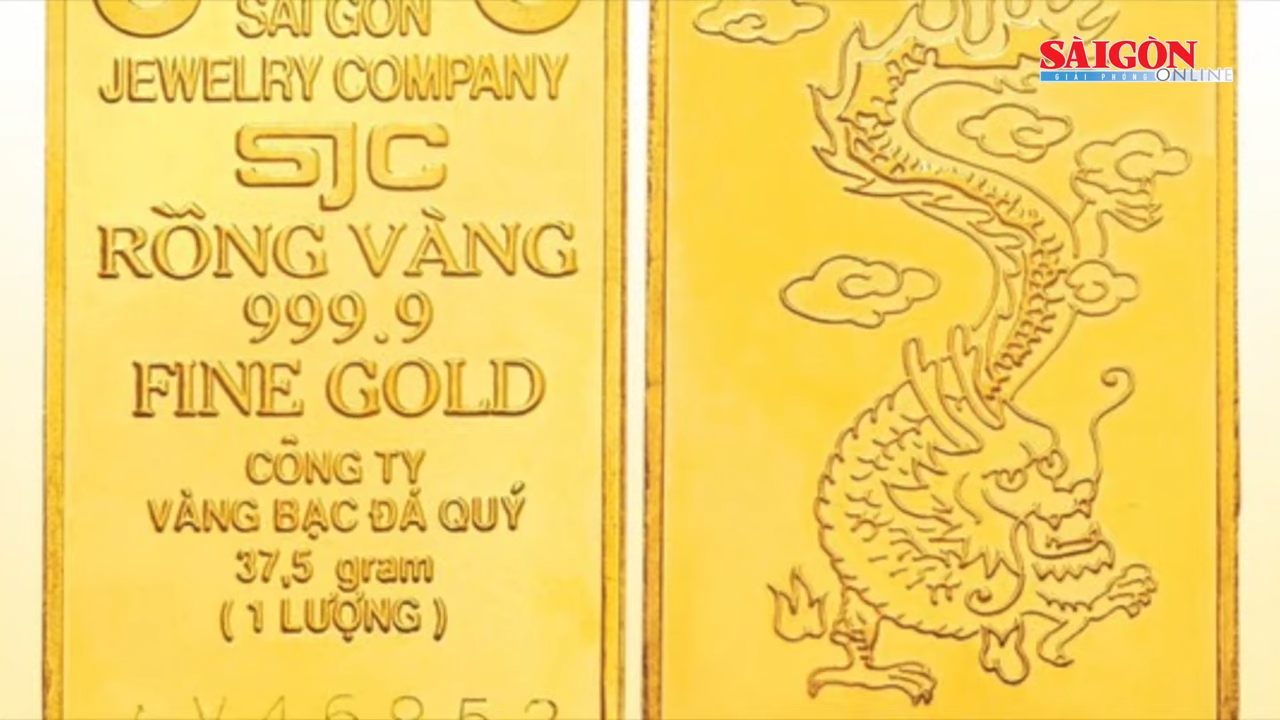 SÀI GÒN
JEWELRY COMPANY
SJC
RỒNG VÀNG
999.9
FINE GOLD
CÔNG TY
VÀNG BẠC ĐÁ QUÝ
37,5 gram
( 1 LƯỢNG )
SÀIGÒN
GIẢI PHÓNG ONLINE